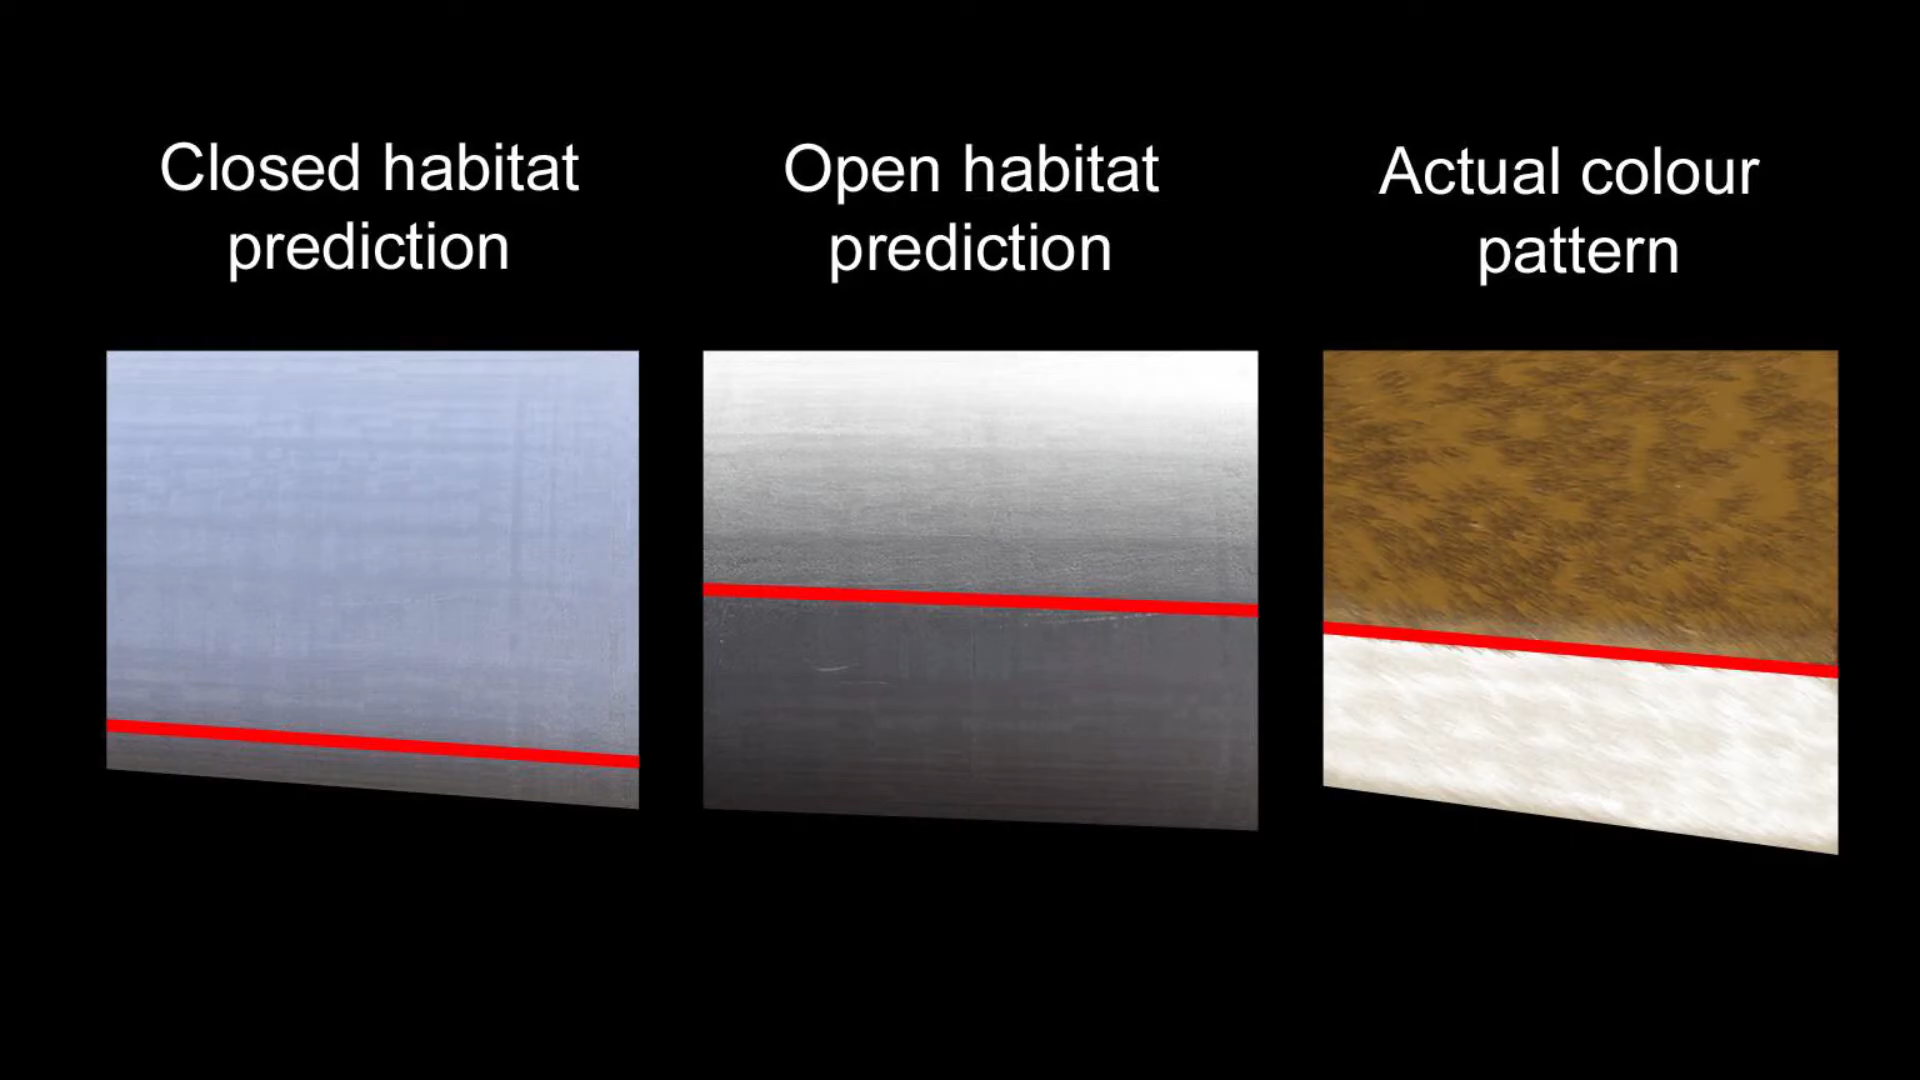 Closed habitat
prediction
Open habitat
prediction
Actual colour
pattern